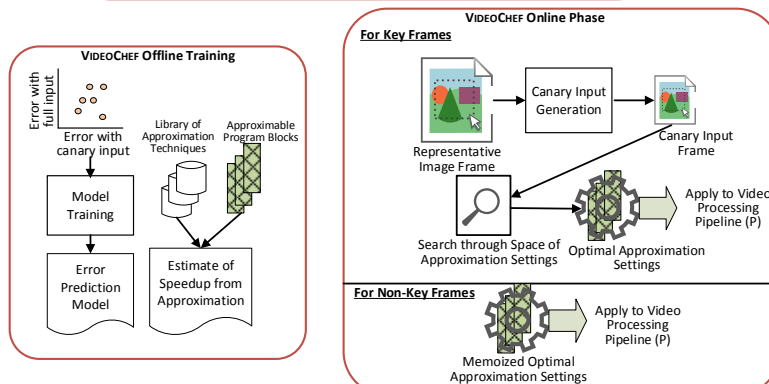 VIDEOCHEF Offline Training
Error with
full input
Error with
canary input
Model
Training
Error
Prediction
Model
Library of
Approximation
Techniques
Approximable
Program Blocks
Estimate of
Speedup from
Approximation
VIDEOCHEF Online Phase
For Key Frames
Representative
Image Frame
Canary Input
Generation
Canary Input
Frame
Search through Space of
Approximation Settings
Optimal Approximation
Settings
Apply to Video
Processing
Pipeline (P)
For Non-Key Frames
Memoized Optimal
Approximation Settings
Apply to Video
Processing
Pipeline (P)